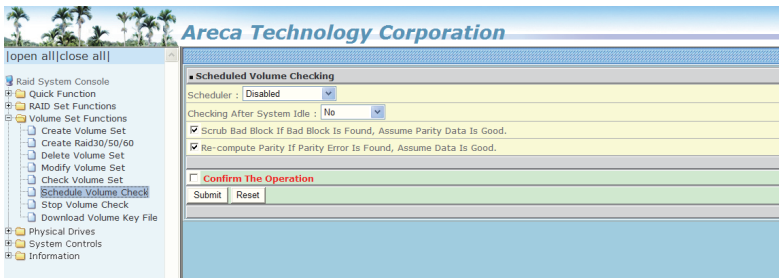 Areca Technology Corporation
|open all|close all|
Raid System Console
Quick Function
RAID Set Functions
Volume Set Functions
Create Volume Set
Create Raid30/50/60
Delete Volume Set
Modify Volume Set
Check Volume Set
Schedule Volume Check
Stop Volume Check
Download Volume Key File
Physical Drives
System Controls
Information
Scheduled Volume Checking
Scheduler : Disabled
Checking After System Idle : No
Scrub Bad Block If Bad Block Is Found, Assume Parity Data Is Good.
Re-compute Parity If Parity Error Is Found, Assume Data Is Good.
Confirm The Operation
Submit Reset